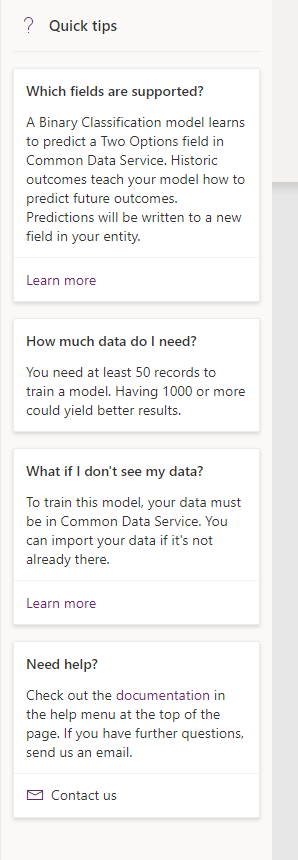 ? Quick tips
Which fields are supported?
A Binary Classification model learns
to predict a Two Options field in
Common Data Service. Historic
outcomes teach your model how to
predict future outcomes.
Predictions will be written to a new
field in your entity.
Learn more
How much data do I need?
You need at least 50 records to
train a model. Having 1000 or more
could yield better results.
What if I don't see my data?
To train this model, your data must
be in Common Data Service. You
can import your data if it's not
already there.
Learn more
Need help?
Check out the documentation in
the help menu at the top of the
page. If you have further questions,
send us an email.
Contact us